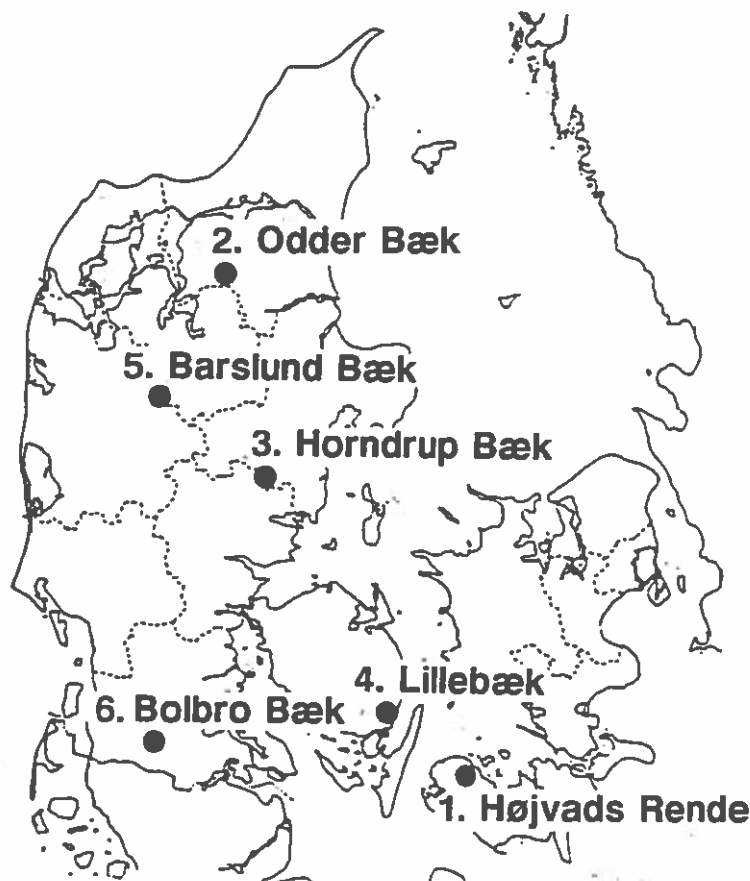 2. Odder Bæk
5. Barslund Bæk
3. Horndrup Bæk
4. Lillebæk
6. Bolbro Bæk
1. Højvads Rende